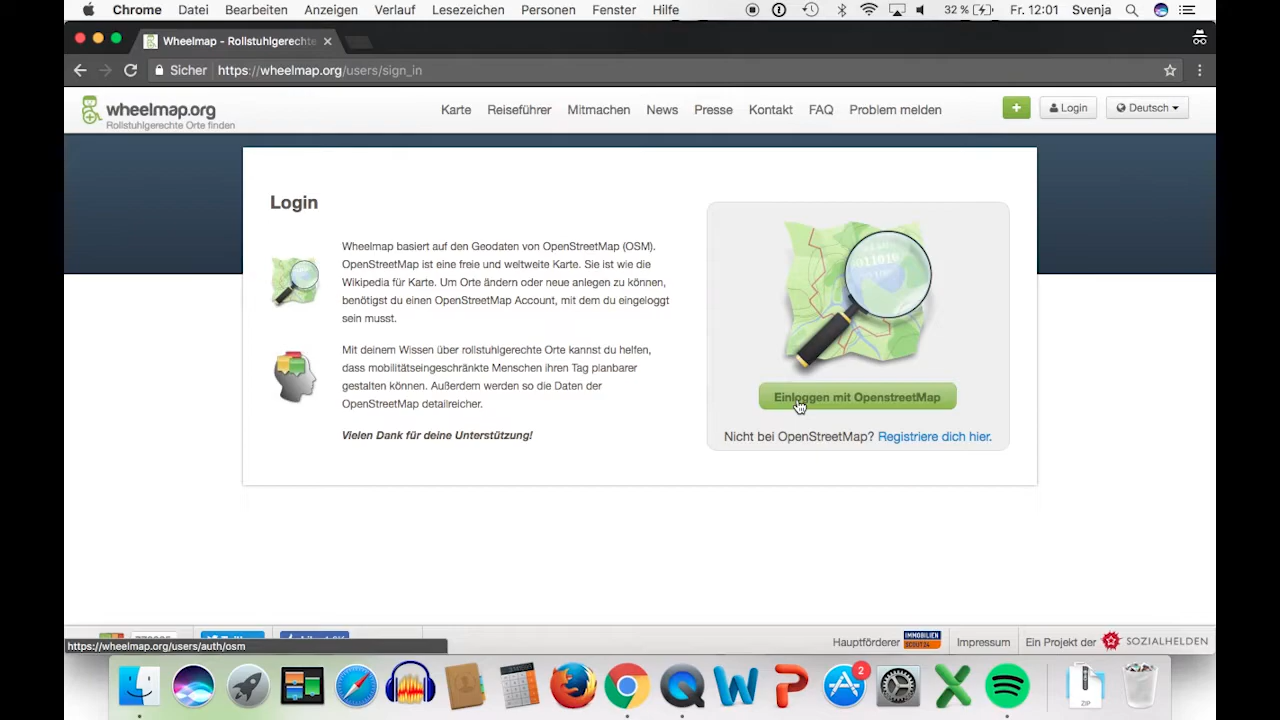 Chrome Datei Bearbeiten Anzeigen Verlauf Lesezeichen Personen Fenster Hilfe 32 % Fr. 12:01 Svenja
Wheelmap - Rollstuhlgerechte
Sicher https://wheelmap.org/users/sign_in
wheelmap.org
Rollstuhlgerechte Orte finden
Karte Reiseführer Mitmachen News Presse Kontakt FAQ Problem melden + Login Deutsch
Login
Wheelmap basiert auf den Geodaten von OpenStreetMap (OSM).
OpenStreetMap ist eine freie und weltweite Karte. Sie ist wie die
Wikipedia für Karte. Um Orte ändern oder neue anlegen zu können,
benötigst du einen OpenStreetMap Account, mit dem du eingeloggt
sein musst.
Mit deinem Wissen über rollstuhlgerechte Orte kannst du helfen,
dass mobilitätseingeschränkte Menschen ihren Tag planbarer
gestalten können. Außerdem werden so die Daten der
OpenStreetMap detailreicher.
Vielen Dank für deine Unterstützung!
011010
Einloggen mit OpenstreetMap
Nicht bei OpenStreetMap? Registriere dich hier.
https://wheelmap.org/users/auth/osm
Hauptförderer IMMOBILIEN SCOUT24 Impressum Ein Projekt der SOZIALHELDEN
2
ZIP